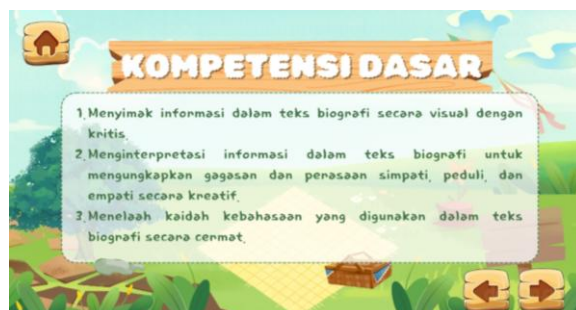 KOMPETENSI DASAR
1. Menyimak informasi dalam teks biografi secara visual dengan
kritis.
2. Menginterpretasi informasi dalam teks biografi untuk
mengungkapkan gagasan dan perasaan simpati, peduli, dan
empati secara kreatif.
3. Menelaah kaidah kebahasaan yang digunakan dalam teks
biografi secara cermat.